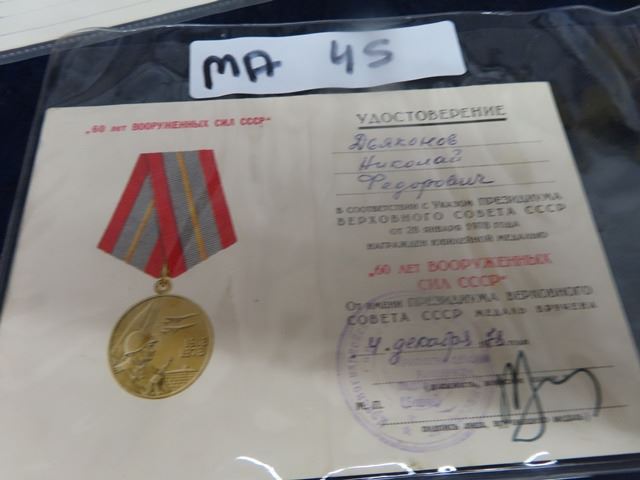 MA 45
"60 лет ВООРУЖЕННЫХ СИЛ СССР"
УДОСТОВЕРЕНИЕ
Дьяконов
Николай
Федорович
В СООТВЕТСТВИИ С УКАЗОМ ПРЕЗИДИУМА
ВЕРХОВНОГО СОВЕТА СССР
ОТ 28 ЯНВАРЯ 1978 ГОДА
НАГРАЖДЕН ЮБИЛЕЙНОЙ МЕДАЛЬЮ
"60 ЛЕТ ВООРУЖЕННЫХ
СИЛ СССР"
ОТ ИМЕНИ ПРЕЗИДИУМА ВЕРХОВНОГО
СОВЕТА СССР МЕДАЛЬ ВРУЧЕНА
4 декабря
М. П.